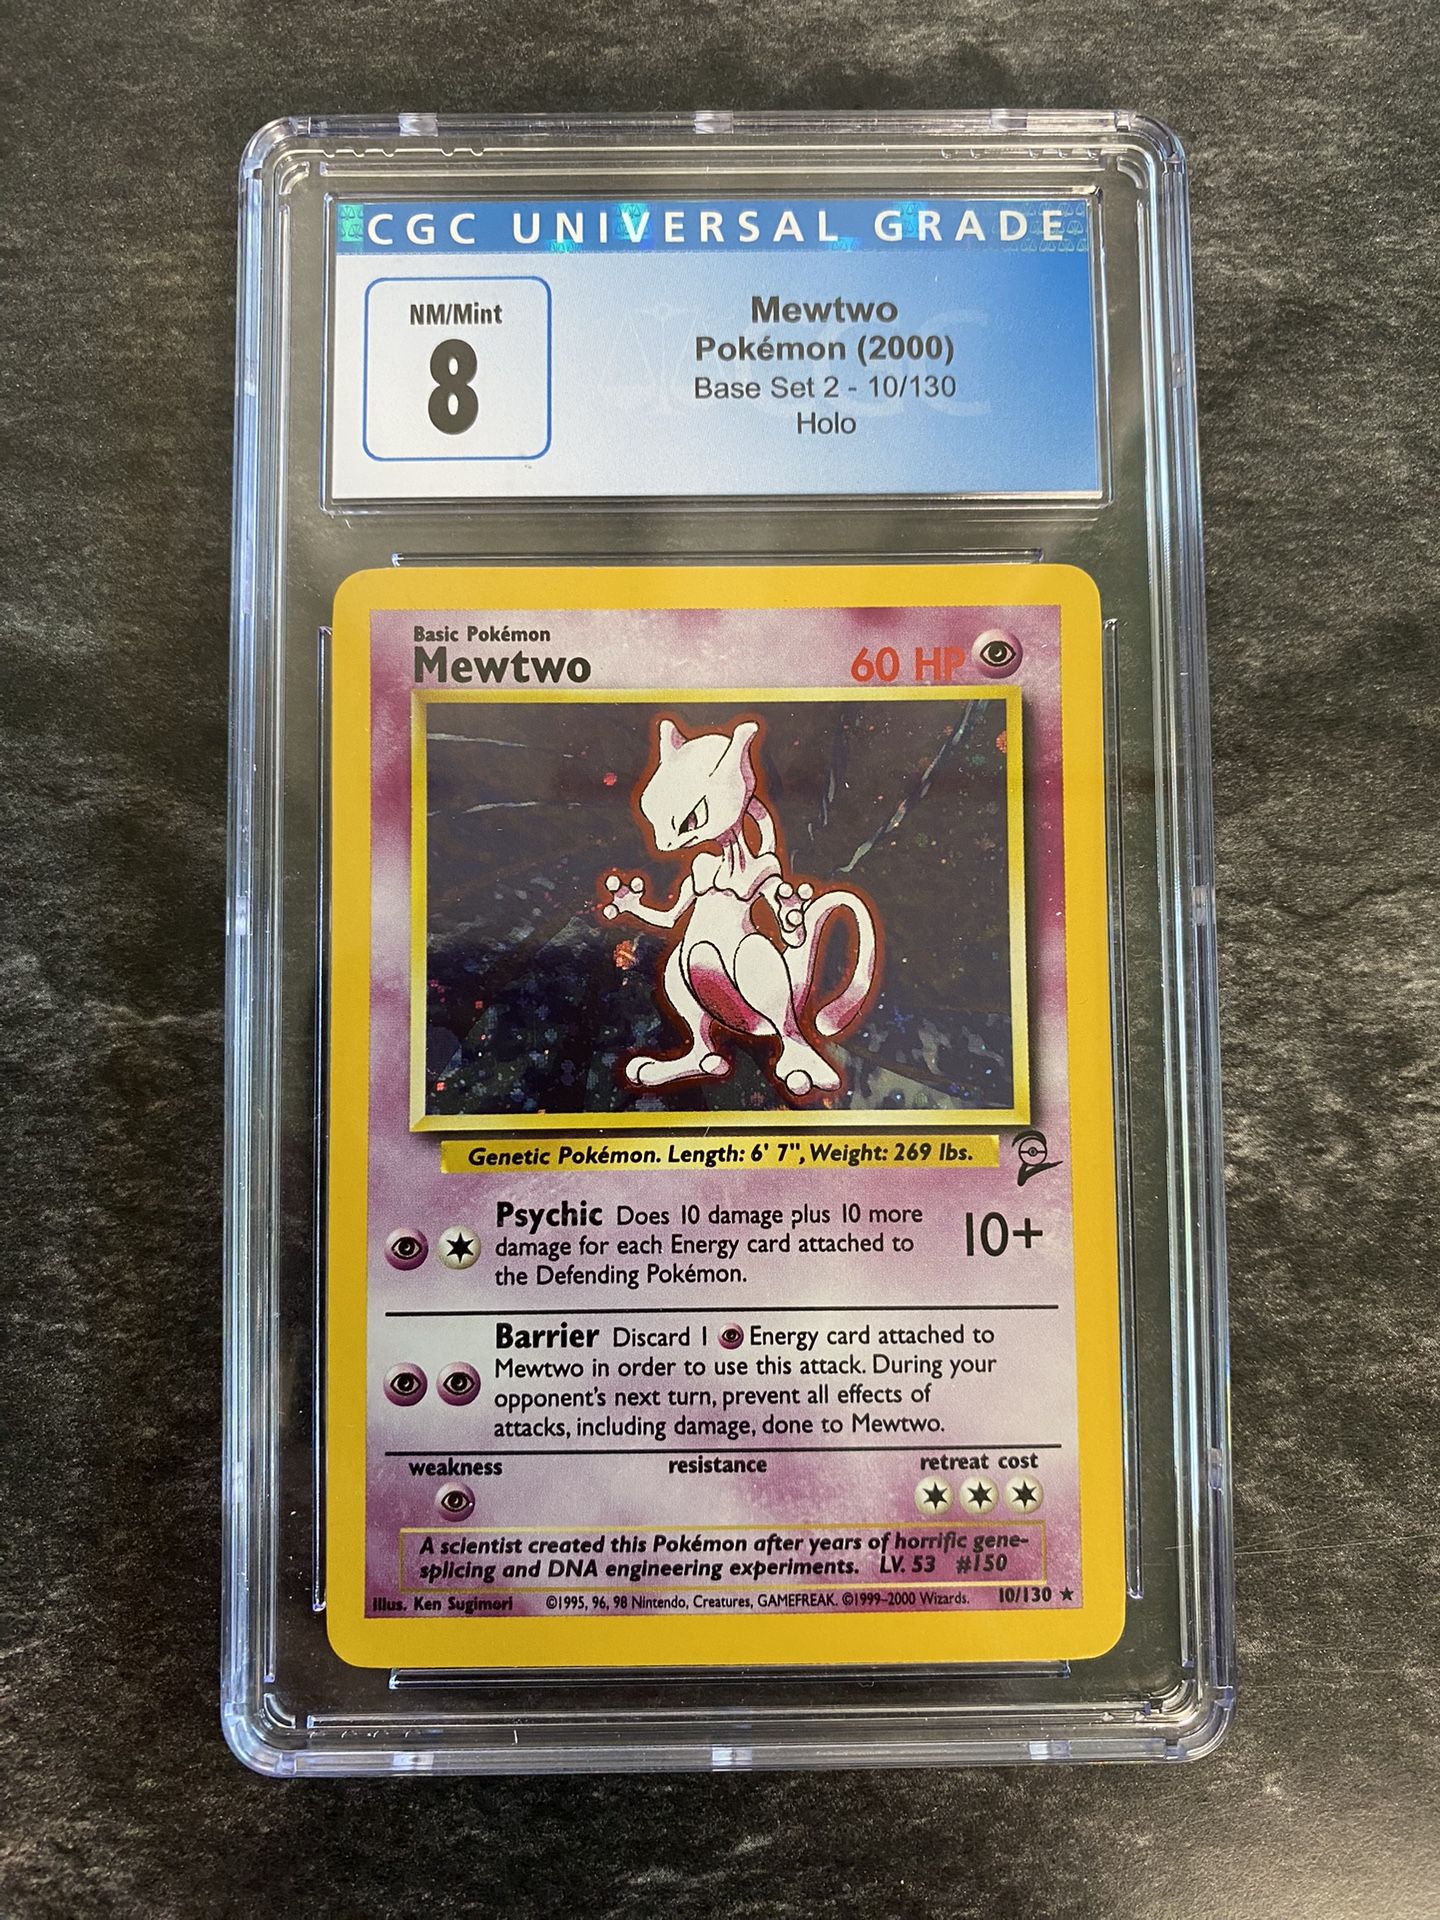 CGC UNIVERSAL GRADE
NM/Mint
8
Mewtwo
Pokémon (2000)
Base Set 2 - 10/130
Holo
Basic Pokémon
Mewtwo
60 HP
Genetic Pokémon. Length: 6' 7", Weight: 269 lbs.
Psychic Does 10 damage plus 10 more
damage for each Energy card attached to
the Defending Pokémon.
10+
Barrier Discard 1 Energy card attached to
Mewtwo in order to use this attack. During your
opponent's next turn, prevent all effects of
attacks, including damage, done to Mewtwo.
weakness
resistance
retreat cost
A scientist created this Pokémon after years of horrific gene-
splicing and DNA engineering experiments. LV. 53 #150
Illus. Ken Sugimori ©1995, 96, 98 Nintendo, Creatures, GAMEFREAK. ©1999-2000 Wizards. 10/130 ★